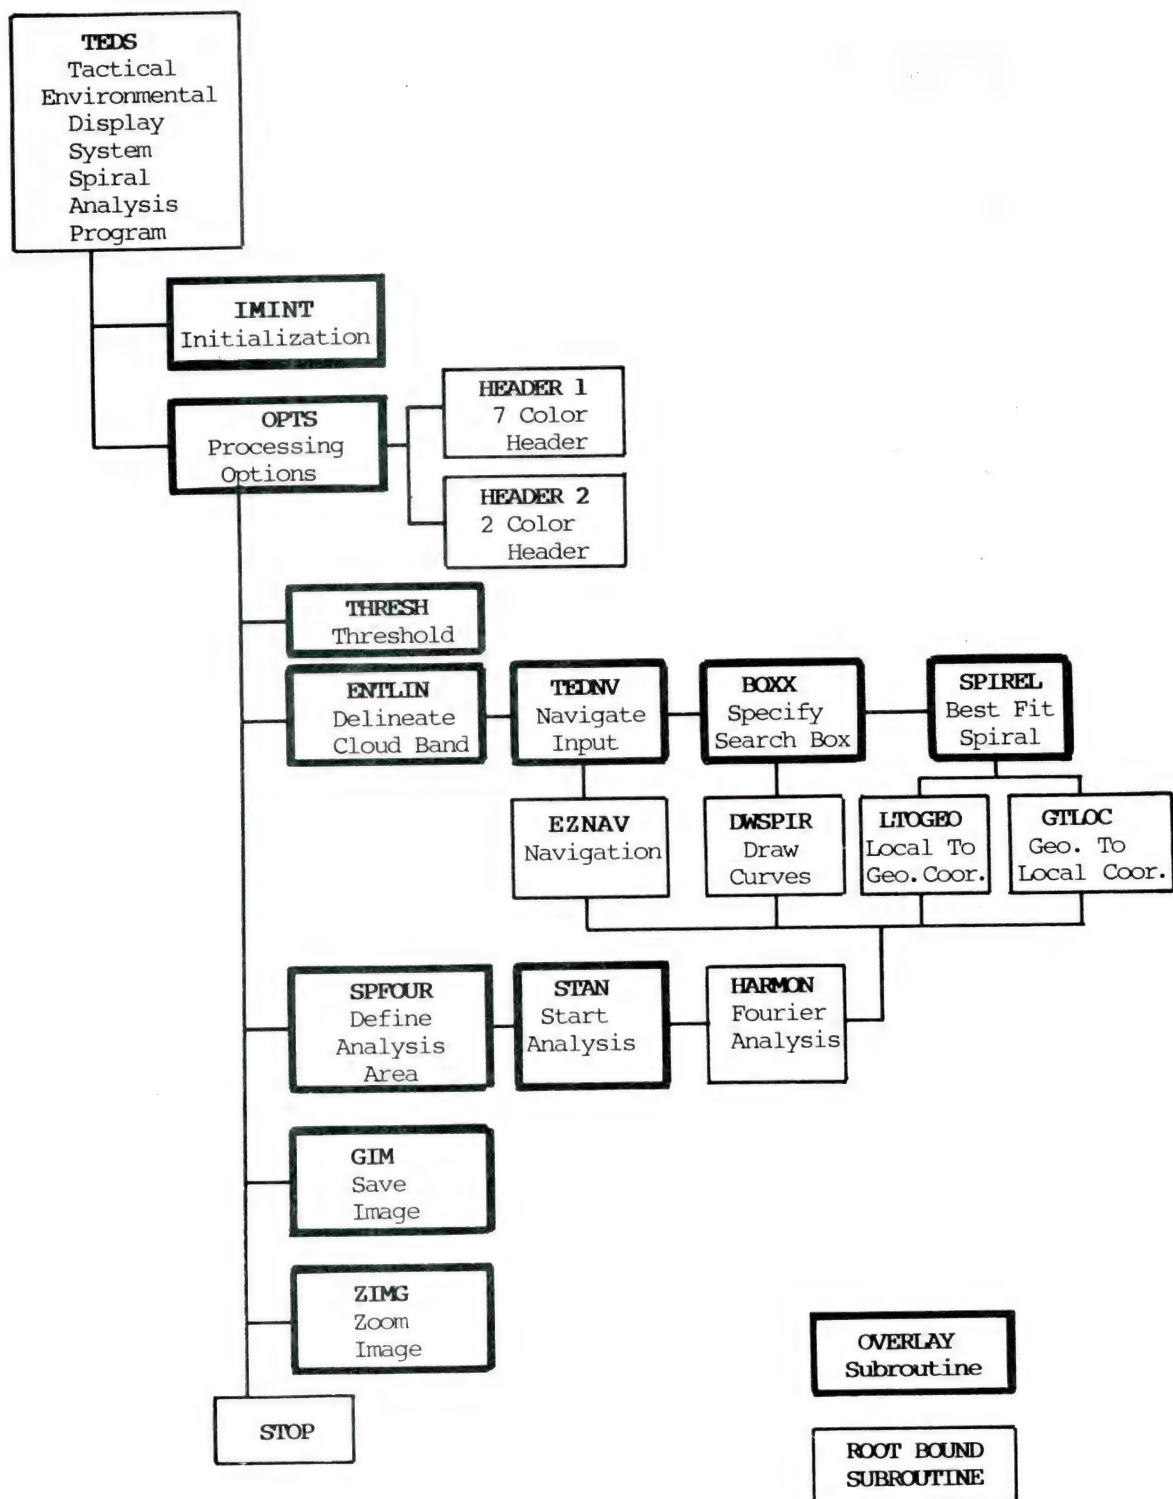 TEDS
Tactical
Environmental
Display
System
Spiral
Analysis
Program
IMINT
Initialization
OPTS
Processing
Options
HEADER 1
7 Color
Header
HEADER 2
2 Color
Header
THRESH
Threshold
ENTLIN
Delineate
Cloud Band
TEDNV
Navigate
Input
BOXX
Specify
Search Box
SPIREL
Best Fit
Spiral
EZNAV
Navigation
DWSPIR
Draw
Curves
LTOGEO
Local To
Geo.Coor.
GTLOC
Geo. To
Local Coor.
SPFOUR
Define
Analysis
Area
STAN
Start
Analysis
HARMON
Fourier
Analysis
GIM
Save
Image
ZIMG
Zoom
Image
STOP
OVERLAY
Subroutine
ROOT BOUND
SUBROUTINE